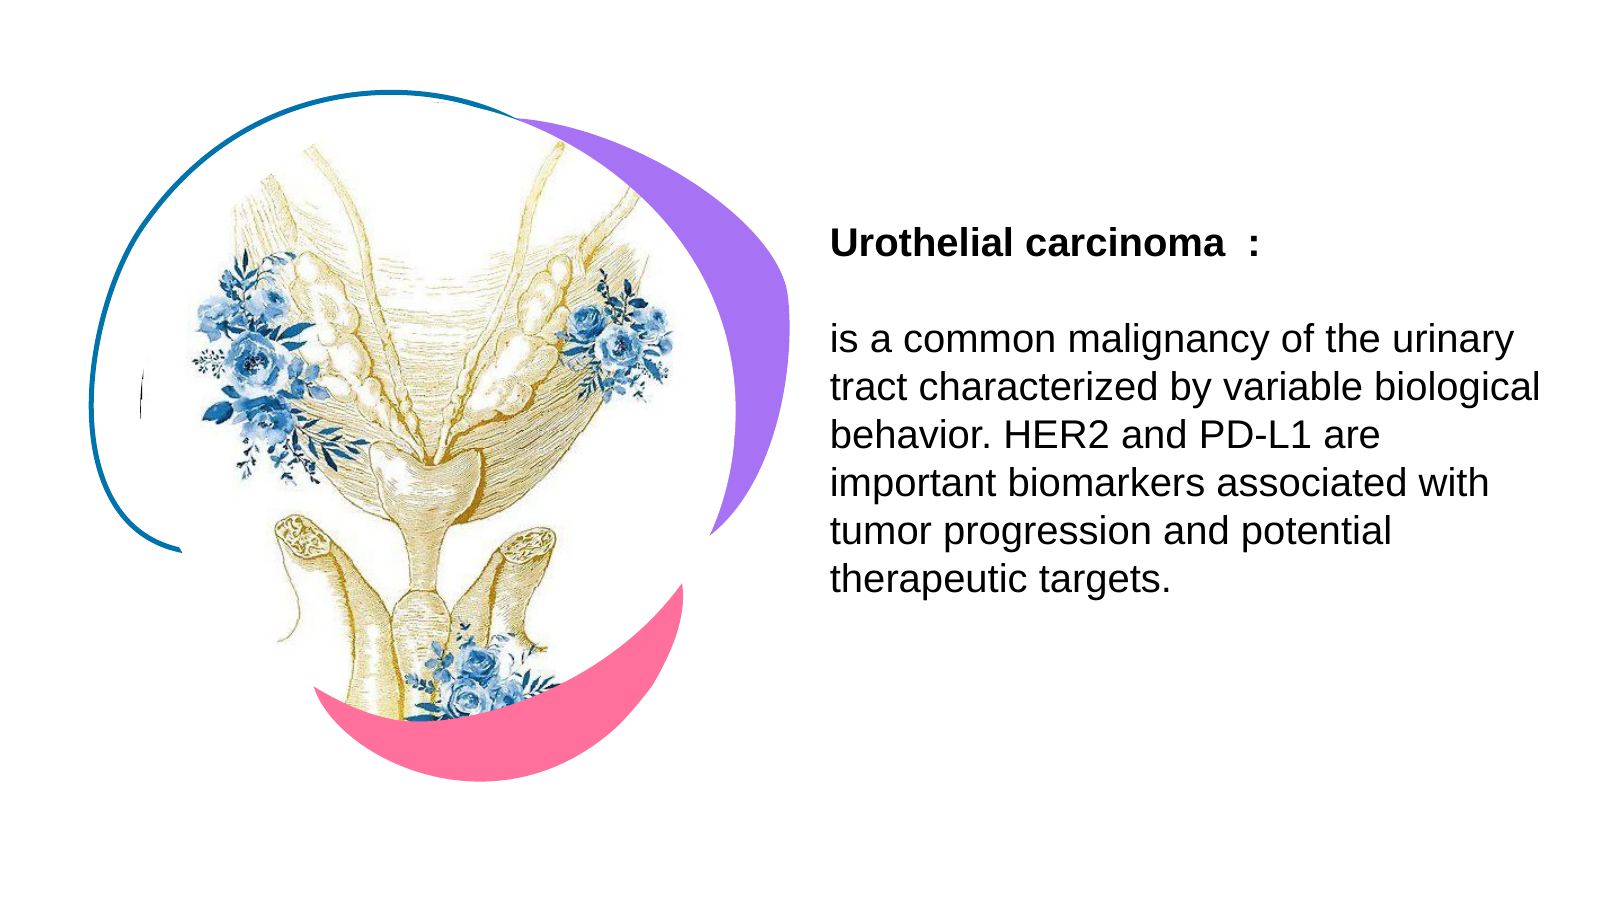 Urothelial carcinoma  :
is a common malignancy of the urinary
tract characterized by variable biological
behavior. HER2 and PD-L1 are
important biomarkers associated with
tumor progression and potential
therapeutic targets.